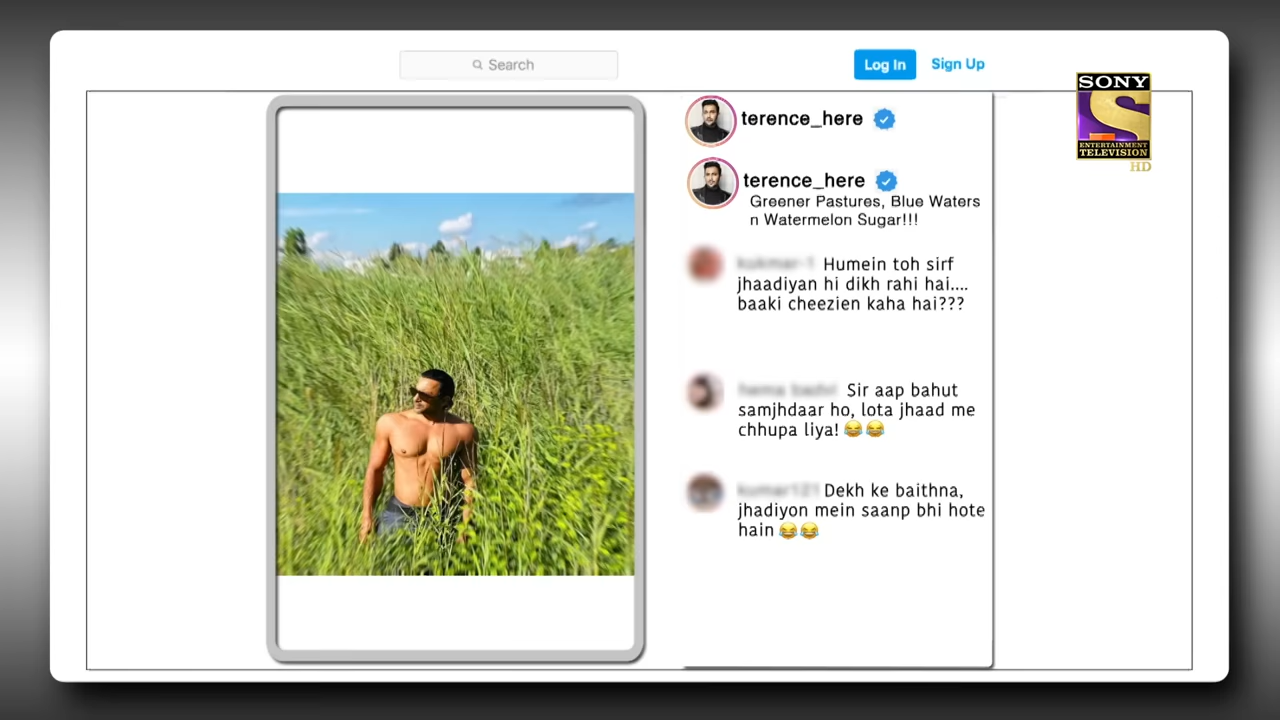 Search
Log In
Sign Up
SONY
ENTERTAINMENT
TELEVISION
HD
terence_here
terence_here
Greener Pastures, Blue Waters
n Watermelon Sugar!!!
Humein toh sirf
jhaadiyan hi dikh rahi hai....
baaki cheezien kaha hai???
Sir aap bahut
samjhdaar ho, lota jhaad me
chhupa liya! 😂😂
Dekh ke baithna,
jhadiyon mein saanp bhi hote
hain 😂😂